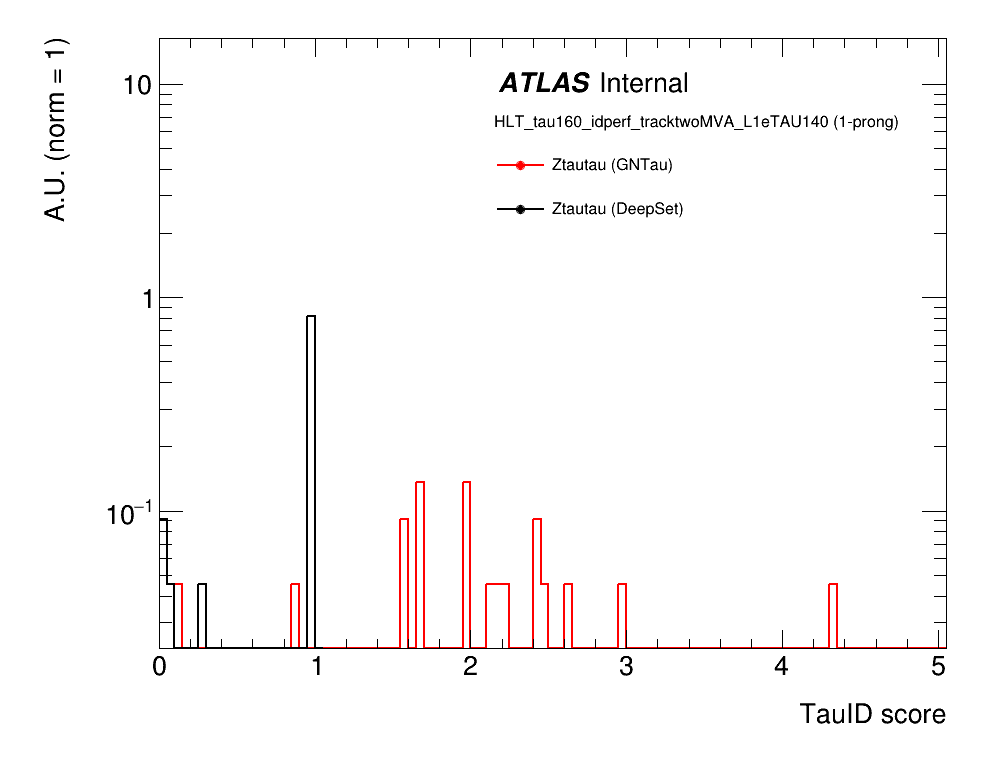 A.U. (norm = 1)
10
1
10⁻¹
ATLAS Internal
HLT_tau160_idperf_tracktwoMVA_L1eTAU140 (1-prong)
Ztautau (GNTau)
Ztautau (DeepSet)
0 1 2 3 4 5
TauID score